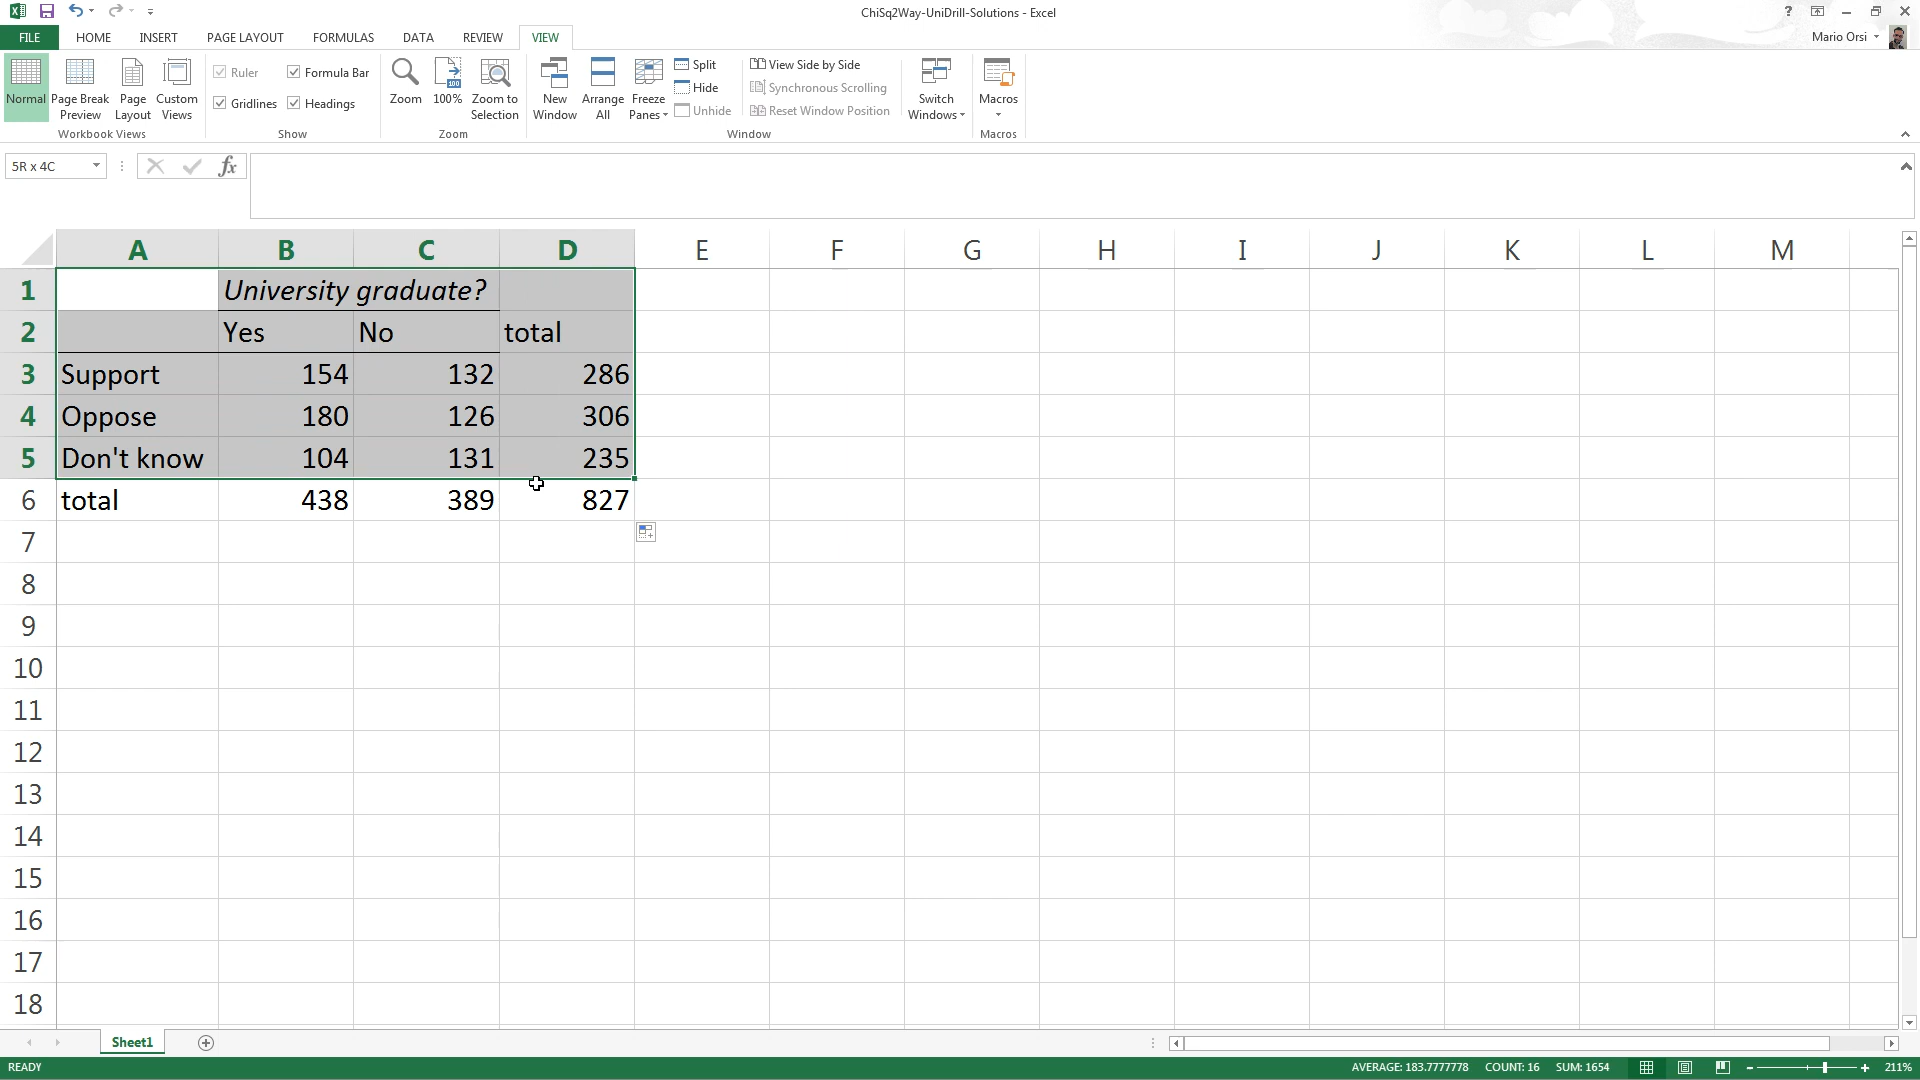 ChiSq2Way-UniDrill-Solutions - Excel
?
FILE HOME INSERT PAGE LAYOUT FORMULAS DATA REVIEW VIEW
Mario Orsi
Normal
Page Break Preview
Page Layout
Custom Views
Workbook Views
Ruler
Formula Bar
Gridlines
Headings
Show
Zoom
100%
Zoom to Selection
Zoom
New Window
Arrange All
Freeze Panes
Split
Hide
Unhide
View Side by Side
Synchronous Scrolling
Reset Window Position
Window
Switch Windows
Macros
Macros
5R x 4C
fx
A B C D E F G H I J K L M
1 University graduate?
2 Yes No total
3 Support 154 132 286
4 Oppose 180 126 306
5 Don't know 104 131 235
6 total 438 389 827
7
8
9
10
11
12
13
14
15
16
17
18
Sheet1
READY
AVERAGE: 183.7777778 COUNT: 16 SUM: 1654
211%